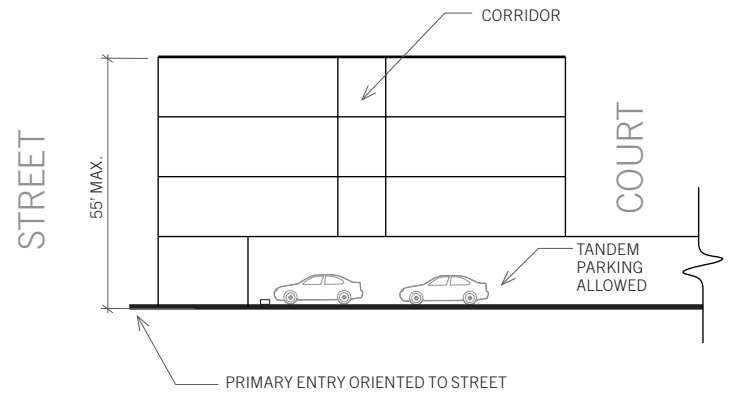 CORRIDOR
STREET
55' MAX.
COURT
TANDEM
PARKING
ALLOWED
PRIMARY ENTRY ORIENTED TO STREET